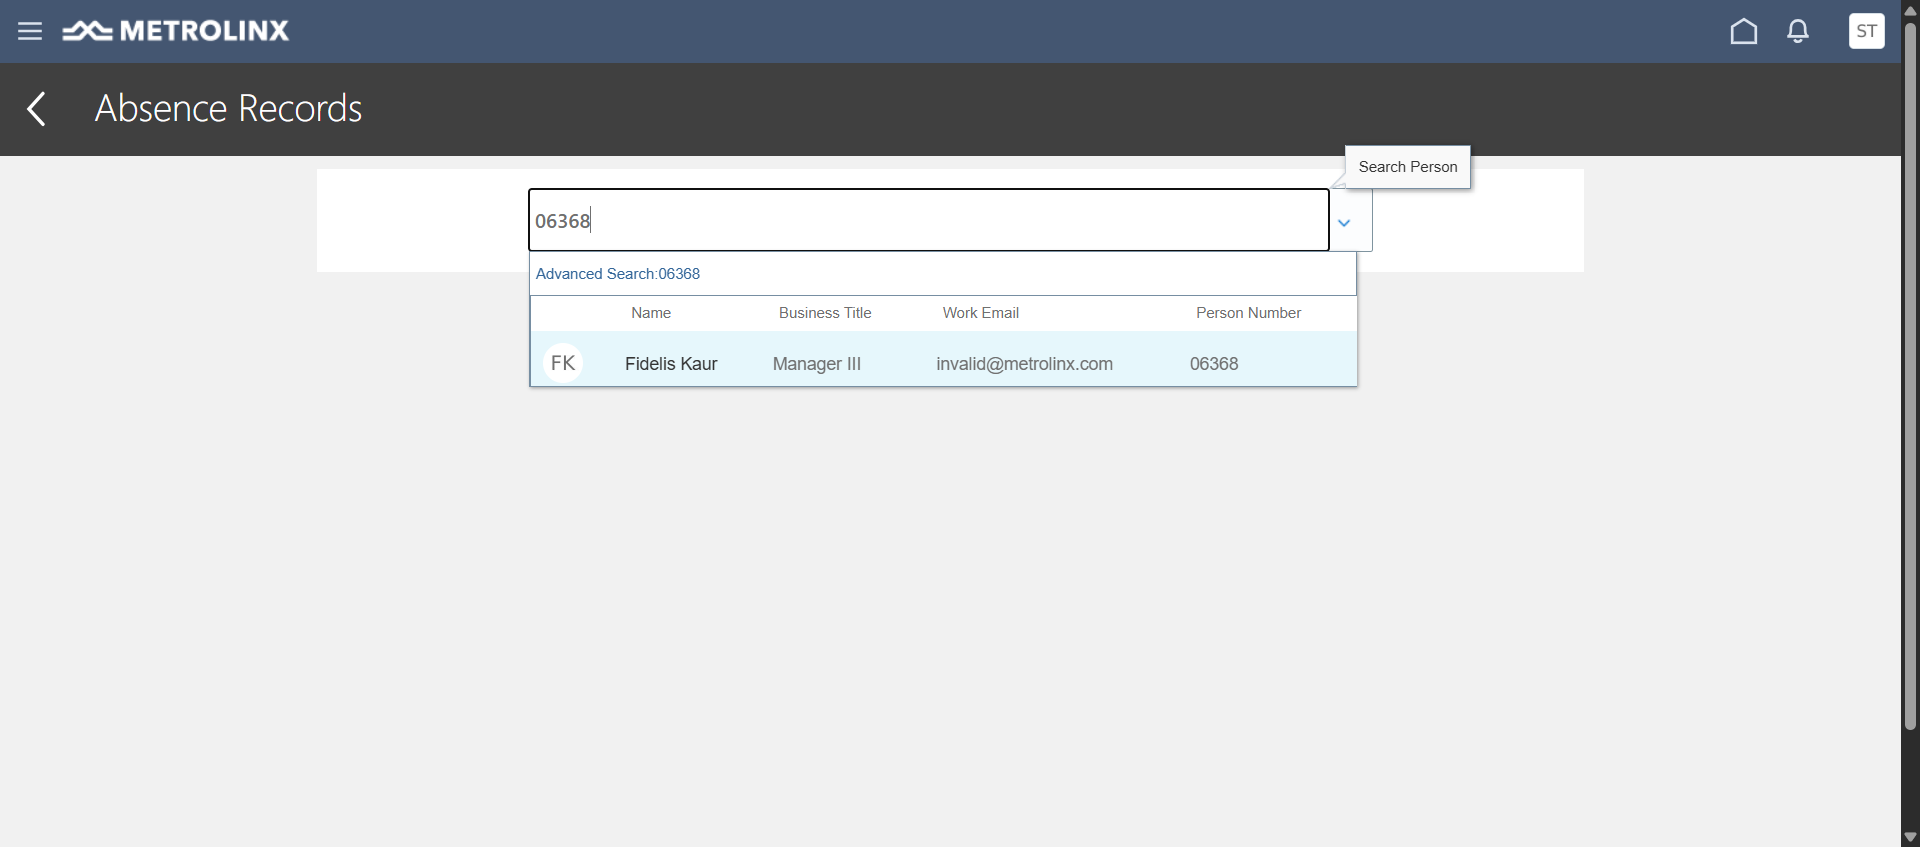 METROLINX
ST
Absence Records
Search Person
06368
Advanced Search:06368
Name Business Title Work Email Person Number
FK Fidelis Kaur Manager III invalid@metrolinx.com 06368